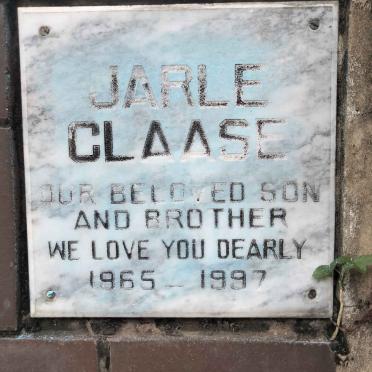 JARLE
CLAASE
OUR BELOVED SON
AND BROTHER
WE LOVE YOU DEARLY
1965 - 1997